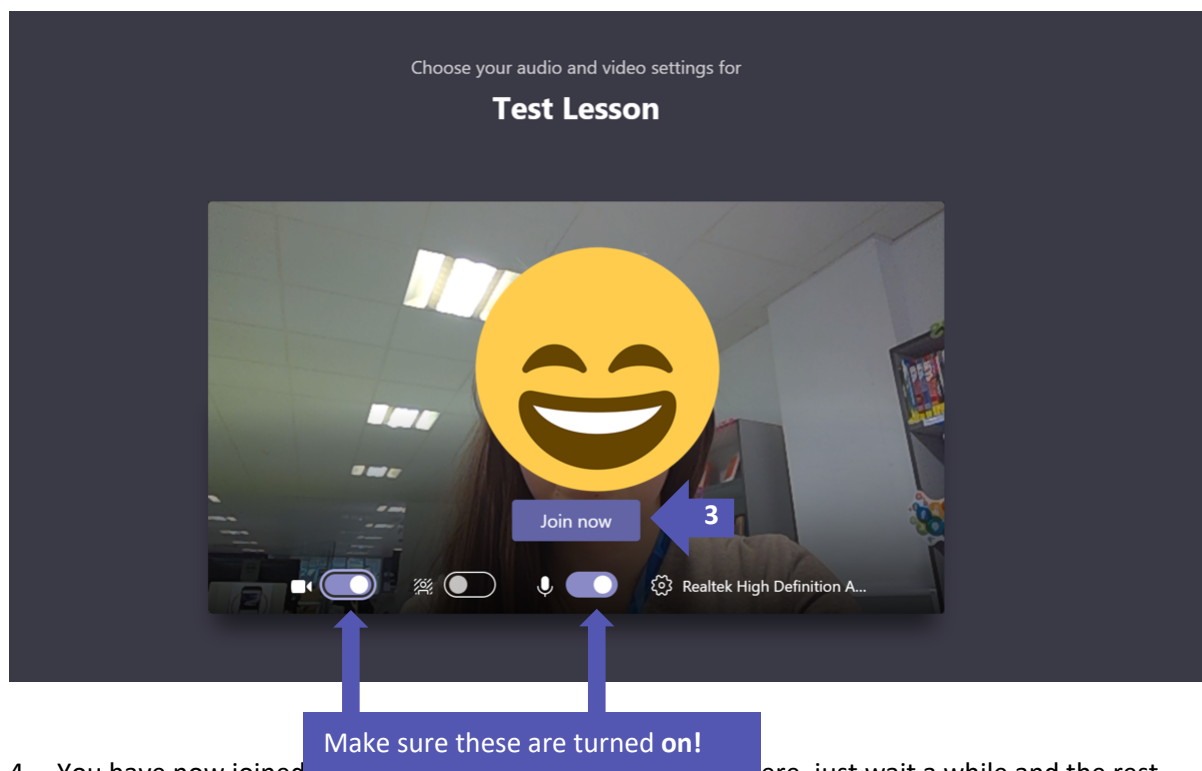 Choose your audio and video settings for
Test Lesson
Join now
3
Realtek High Definition A...
Make sure these are turned on!
You have now joined just wait a while and the rest